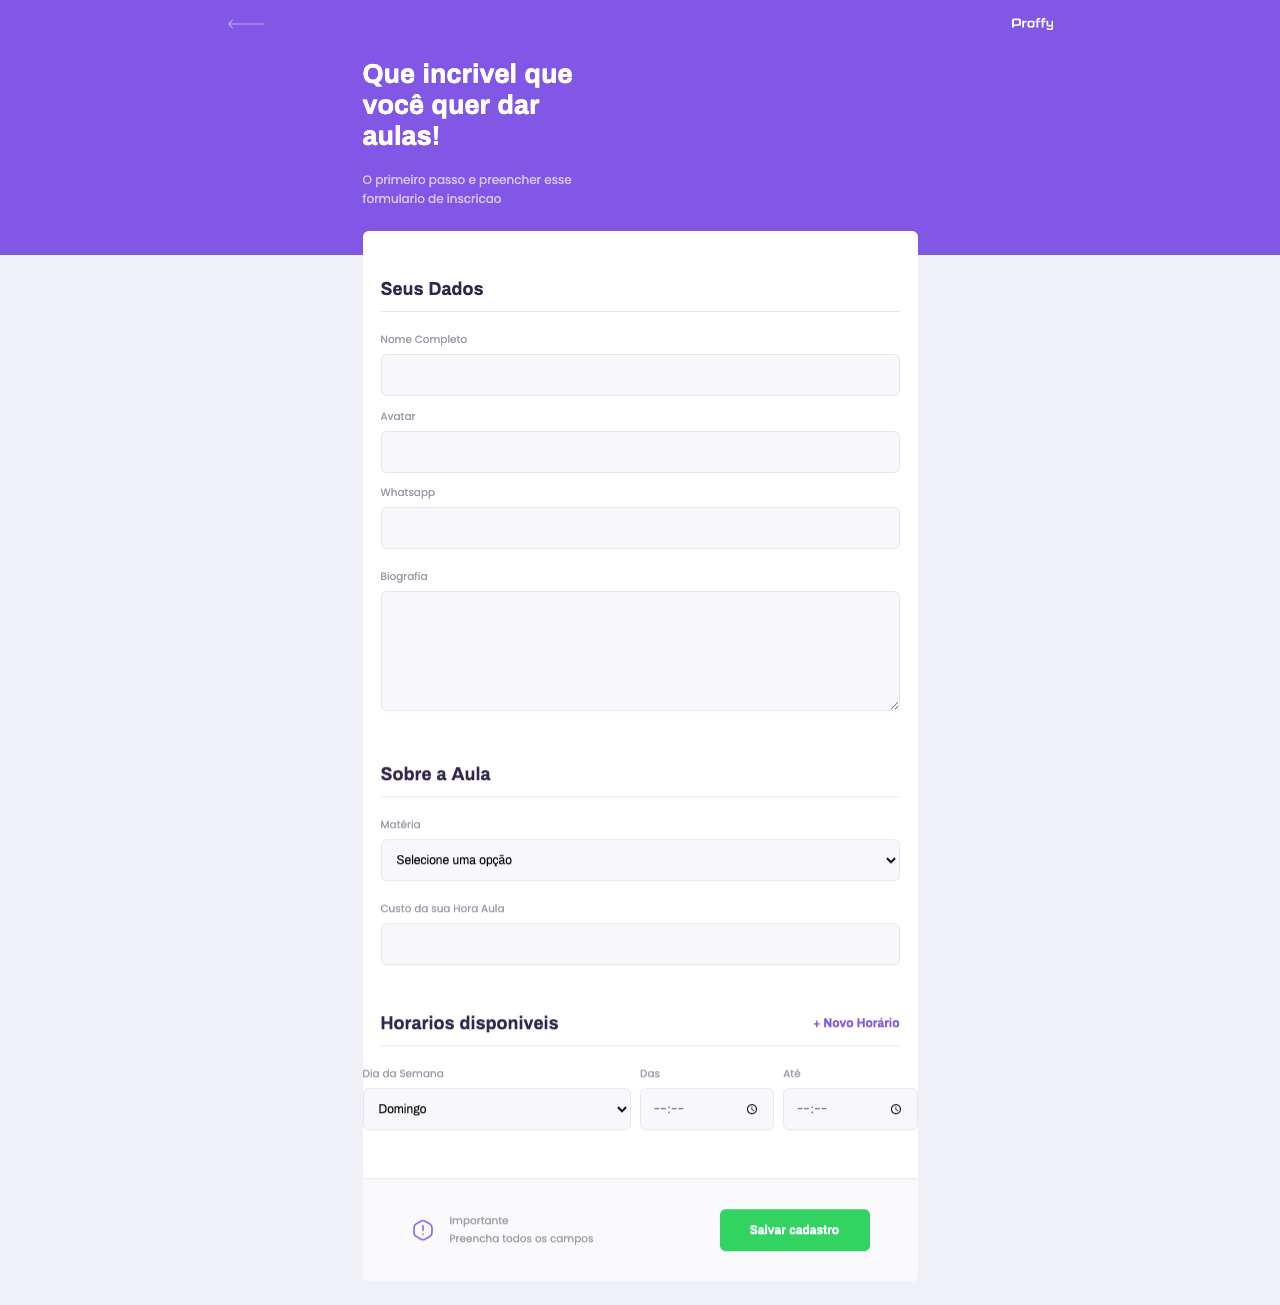 Proffy
Que incrivel que
você quer dar
aulas!
O primeiro passo e preencher esse
formulario de inscricao
Seus Dados
Nome Completo
Avatar
Whatsapp
Biografia
Sobre a Aula
Matéria
Selecione uma opção
Custo da sua Hora Aula
Horarios disponiveis
+ Novo Horário
Dia da Semana
Das
Até
Domingo
--:--
--:--
Importante
Preencha todos os campos
Salvar cadastro